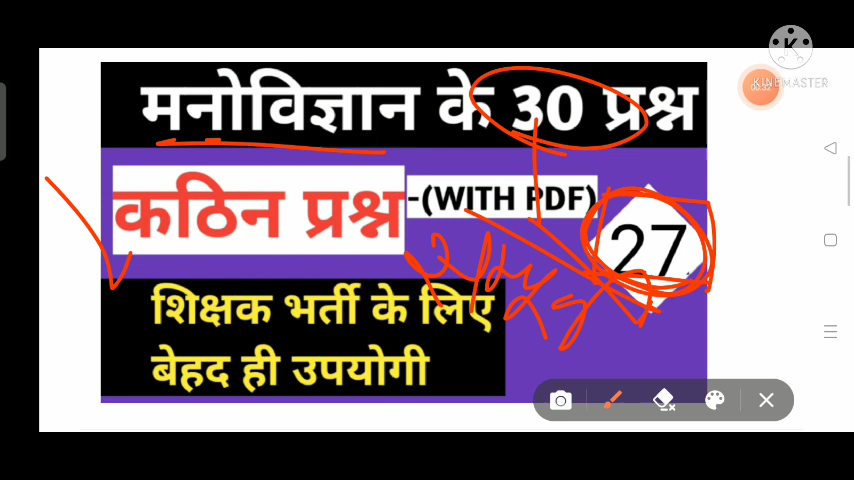 मनोविज्ञान के 30 प्रश्न
कठिन प्रश्न
-(WITH PDF)
27
शिक्षक भर्ती के लिए
बेहद ही उपयोगी
K
KINEMASTER